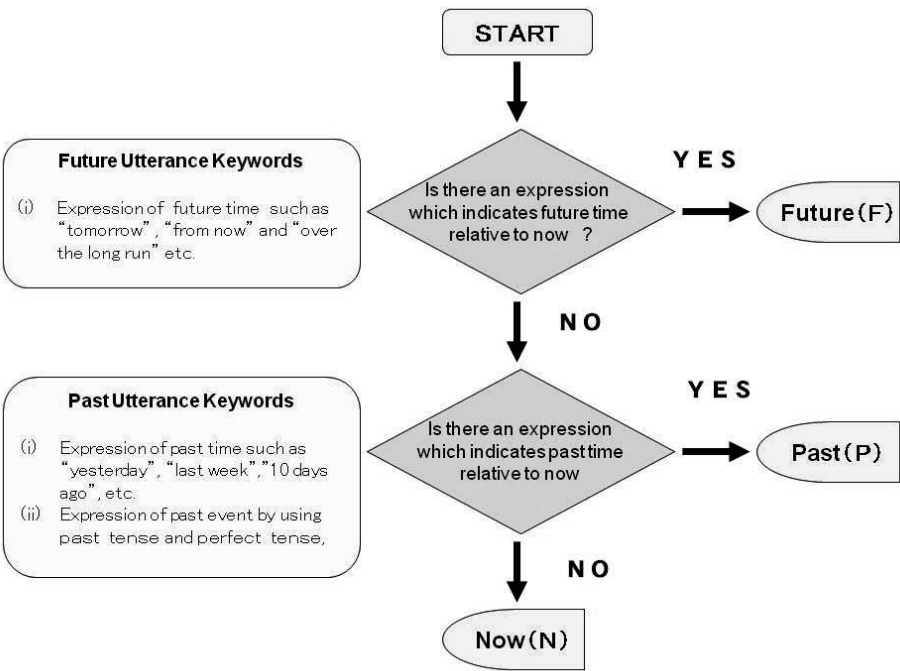 START
Future Utterance Keywords
(i) Expression of future time such as
“tomorrow”, “from now” and “over
the long run” etc.
Is there an expression
which indicates future time
relative to now ?
YES
Future(F)
NO
Past Utterance Keywords
(i) Expression of past time such as
“yesterday”, “last week”,”10 days
ago”, etc.
(ii) Expression of past event by using
past tense and perfect tense,
Is there an expression
which indicates past time
relative to now
YES
Past(P)
NO
Now(N)